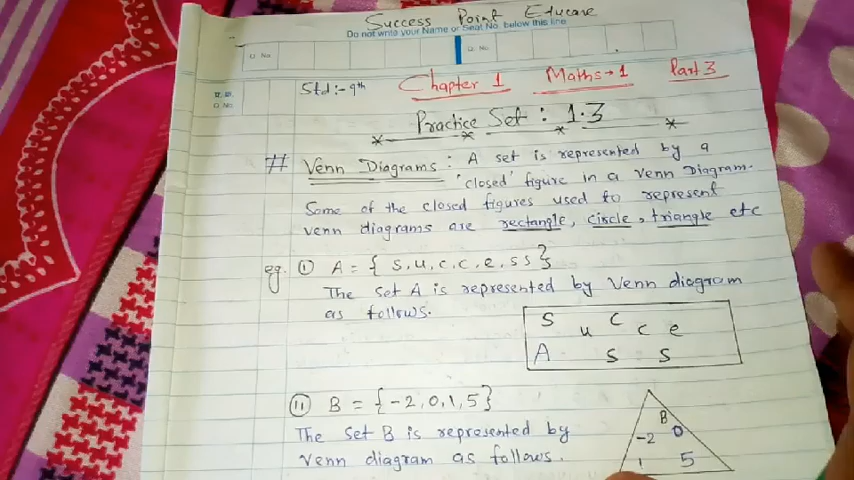 Success Point Educare
Do not write your Name or Seat No. below this line
Std :- 9th Chapter 1 Maths-1 Part 3
Practice Set : 1.3
# Venn Diagrams : A set is represented by a
'closed' figure in a Venn Diagram.
Some of the closed figures used to represent
venn diagrams are rectangle, circle, triangle etc
eg. (i) A = { S, u, c, c, e, s s }
The set A is represented by Venn diagram
as follows.
S u C c e
A s s
(ii) B = {-2, 0, 1, 5}
The set B is represented by
venn diagram as follows.
B
-2 0
1 5